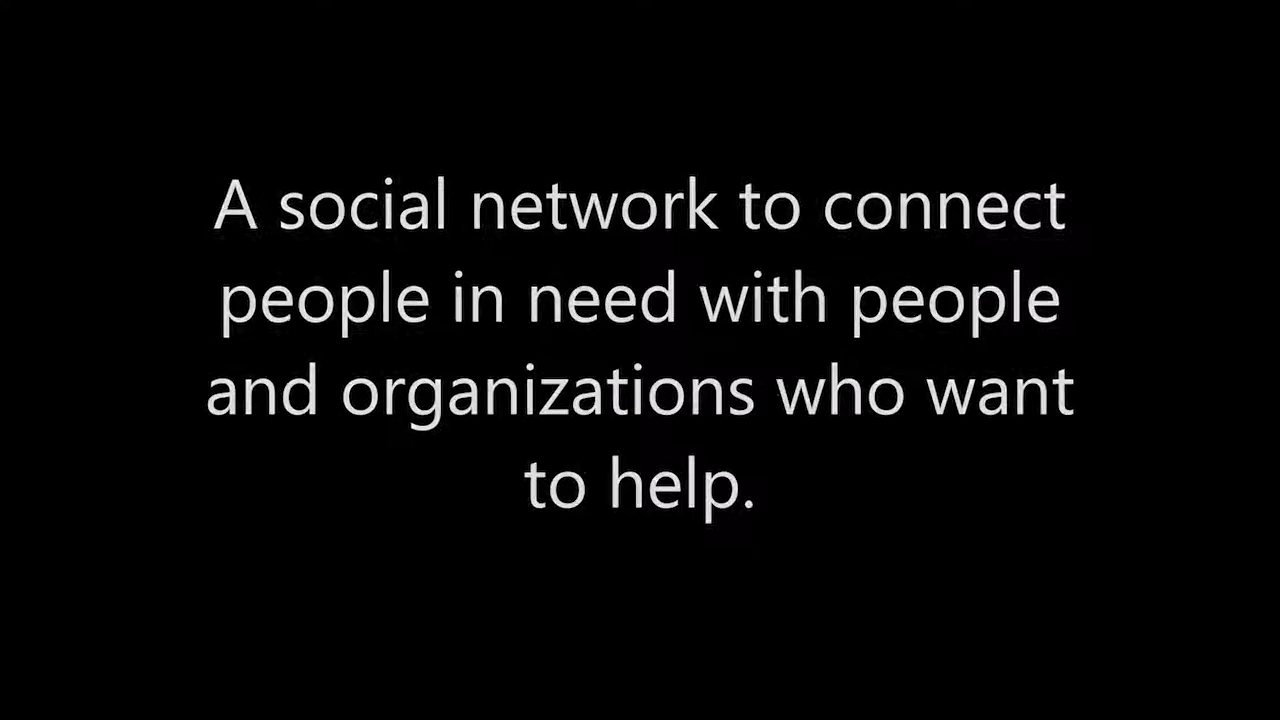 A social network to connect
people in need with people
and organizations who want
to help.